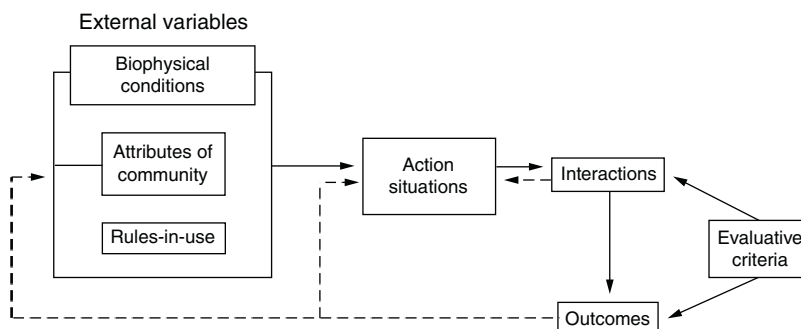 External variables
Biophysical
conditions
Attributes of
community
Rules-in-use
Action
situations
Interactions
Evaluative
criteria
Outcomes